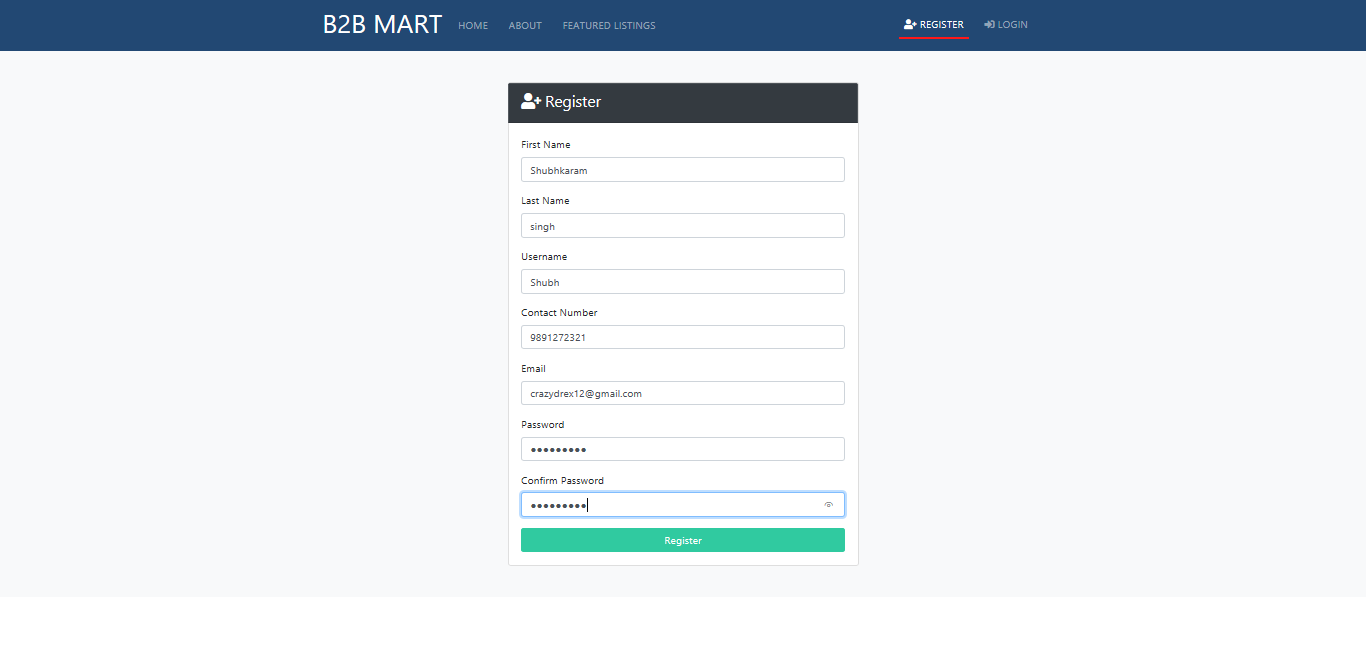 B2B MART HOME ABOUT FEATURED LISTINGS REGISTER LOGIN
Register
First Name
Shubhkaram
Last Name
singh
Username
Shubh
Contact Number
9891272321
Email
crazydrex12@gmail.com
Password
•••••••••
Confirm Password
•••••••••
Register